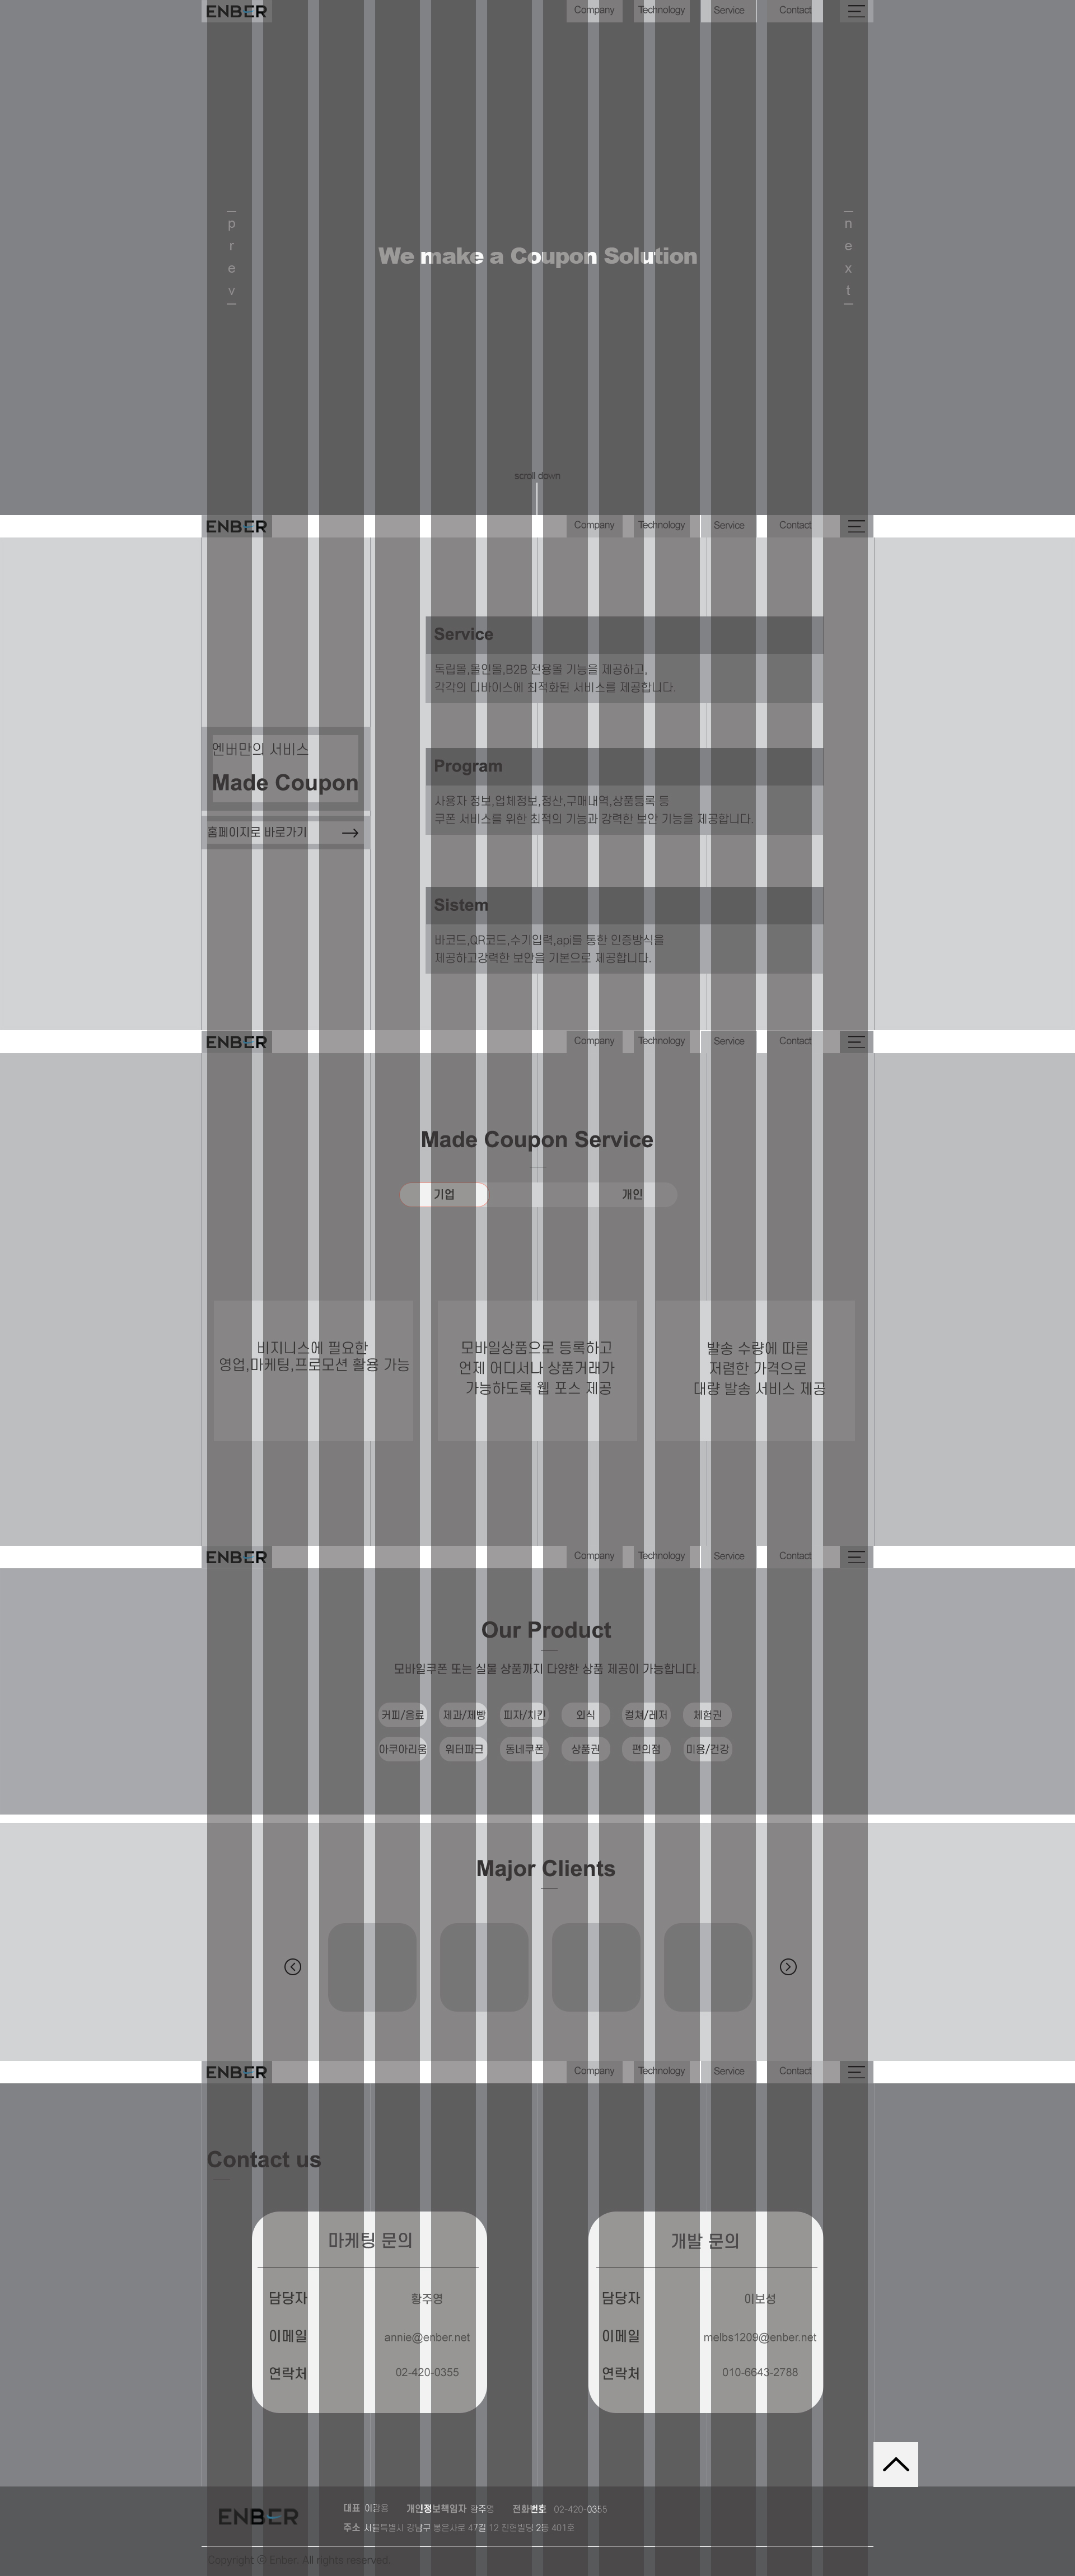 ENBER
Company Technology Service Contact
prev
next
We make a Coupon Solution
scroll down
ENBER
Company Technology Service Contact
엔버만의 서비스
Made Coupon
홈페이지로 바로가기
Service
독립몰,몰인몰,B2B 전용몰 기능을 제공하고,
각각의 디바이스에 최적화된 서비스를 제공합니다.
Program
사용자 정보,업체정보,정산,구매내역,상품등록 등
쿠폰 서비스를 위한 최적의 기능과 강력한 보안 기능을 제공합니다.
Sistem
바코드,QR코드,수기입력,api를 통한 인증방식을
제공하고강력한 보안을 기본으로 제공합니다.
ENBER
Company Technology Service Contact
Made Coupon Service
기업 개인
비지니스에 필요한
영업,마케팅,프로모션 활용 가능
모바일상품으로 등록하고
언제 어디서나 상품거래가
가능하도록 웹 포스 제공
발송 수량에 따른
저렴한 가격으로
대량 발송 서비스 제공
ENBER
Company Technology Service Contact
Our Product
모바일쿠폰 또는 실물 상품까지 다양한 상품 제공이 가능합니다.
커피/음료 제과/제빵 피자/치킨 외식 컬쳐/레저 체험권
아쿠아리움 워터파크 동네쿠폰 상품권 편의점 미용/건강
Major Clients
ENBER
Company Technology Service Contact
Contact us
마케팅 문의
담당자 황주영
이메일 annie@enber.net
연락처 02-420-0355
개발 문의
담당자 이보성
이메일 melbs1209@enber.net
연락처 010-6643-2788
ENBER
대표 개인정보책임자 황주영 전화번호 02-420-0355
주소 서울특별시 강남구 봉은사로 47길 12 진헌빌딩 2동 401호
Copyright ⓒ Enber. All rights reserved.